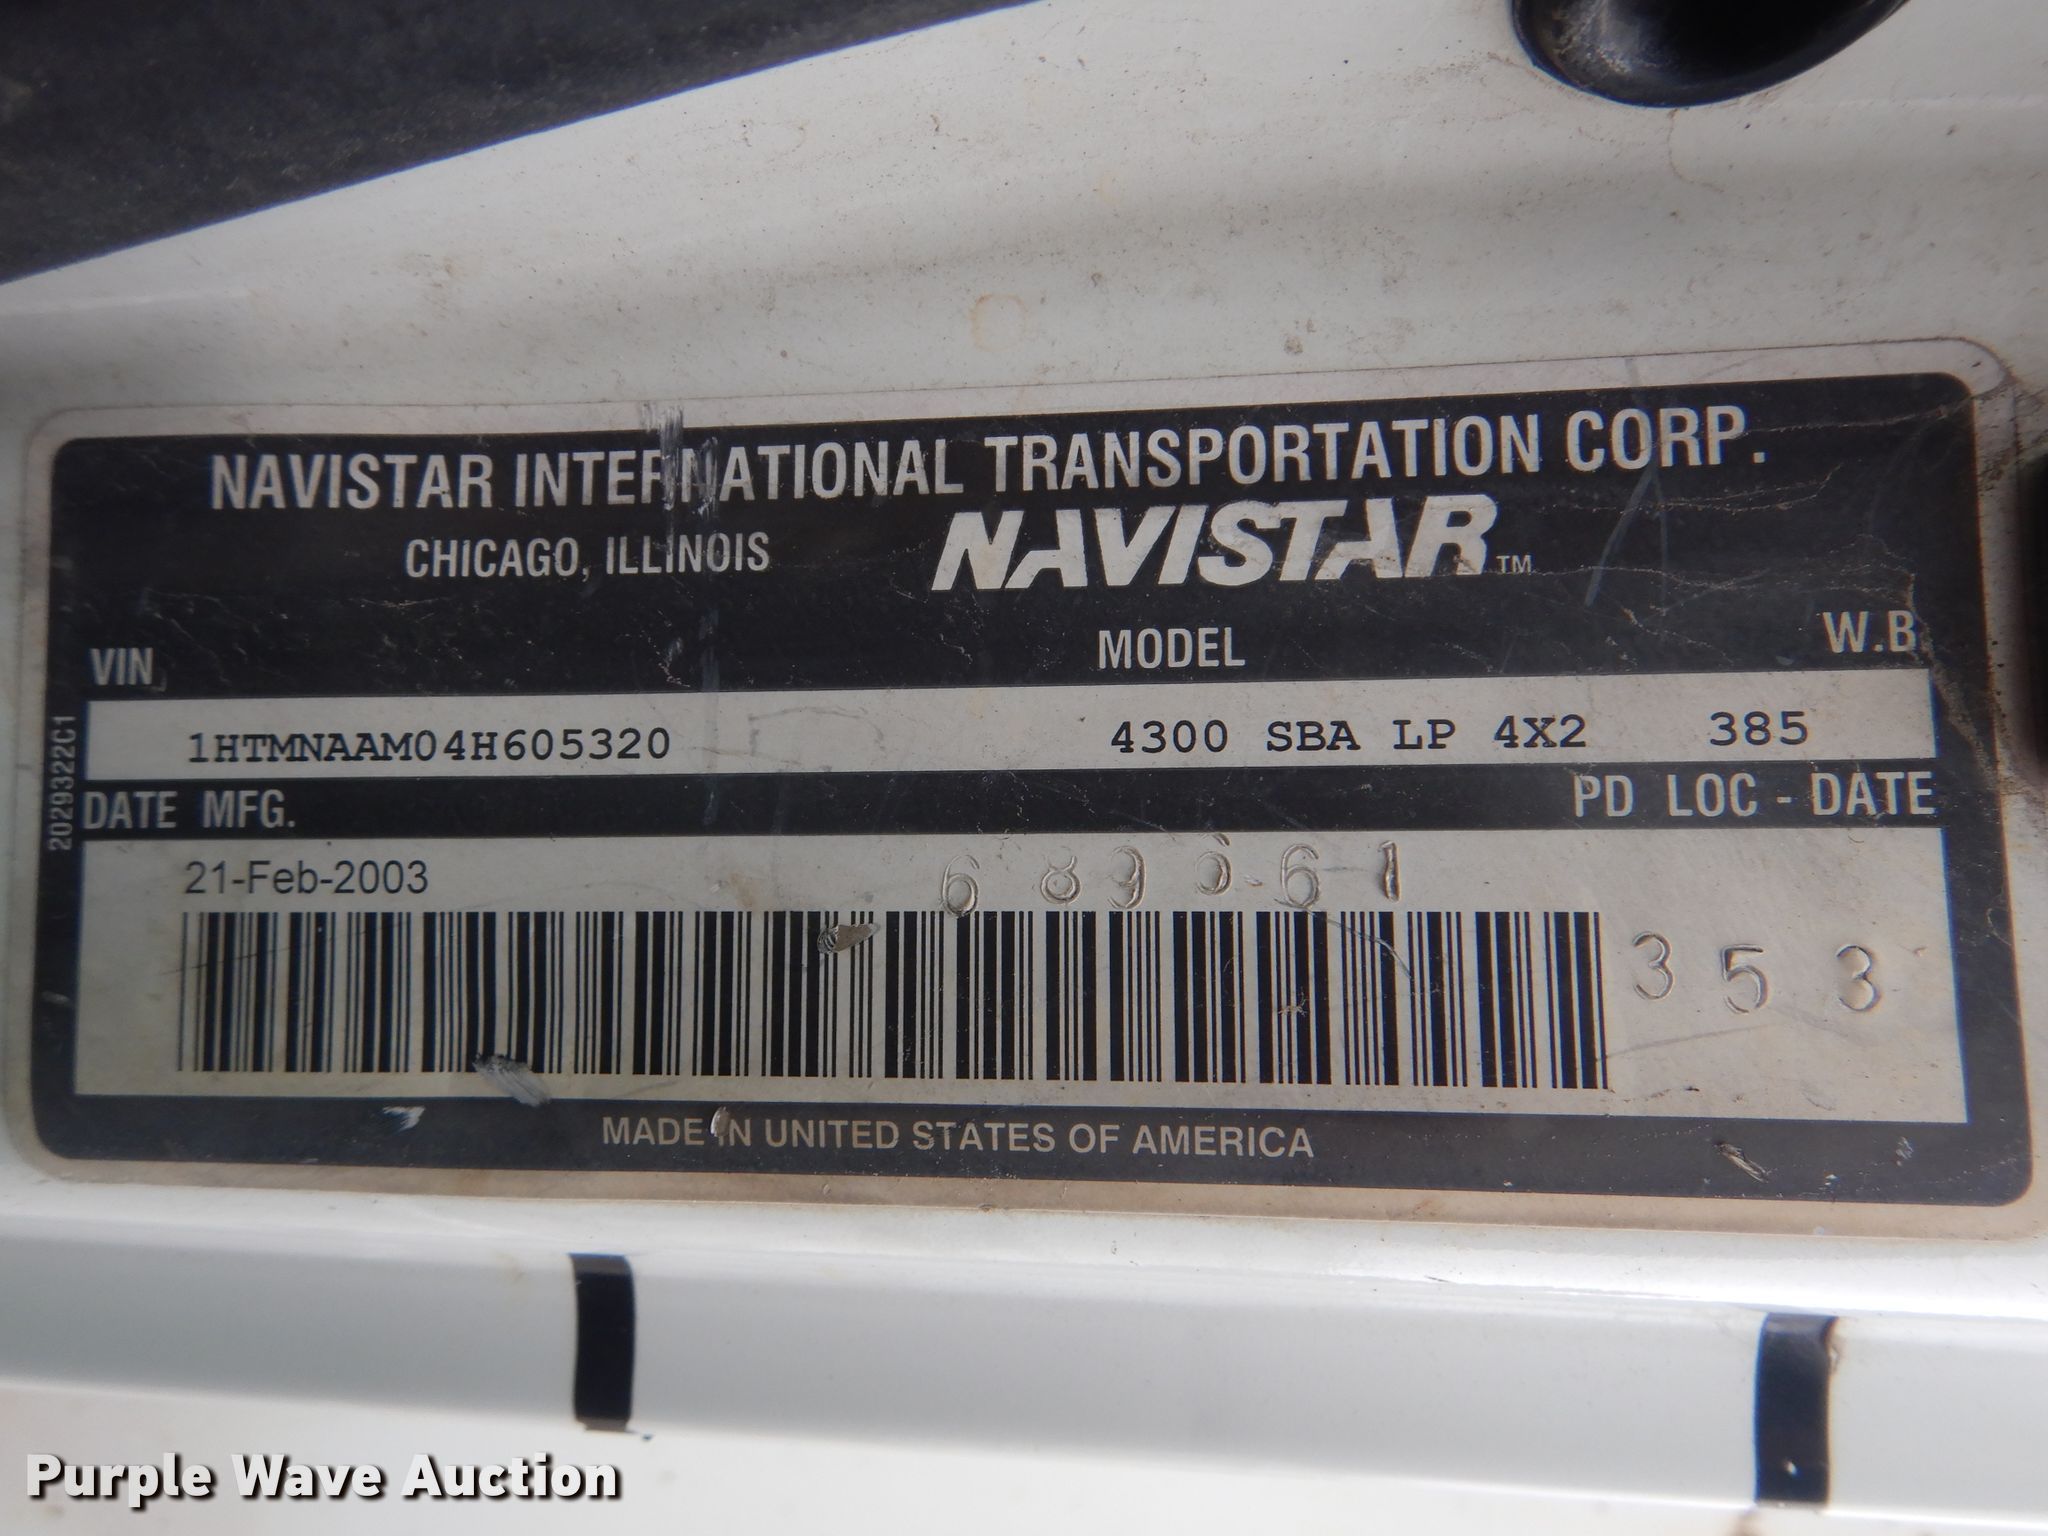 NAVISTAR INTERNATIONAL TRANSPORTATION CORP.
CHICAGO, ILLINOIS
NAVISTAR™
VIN MODEL W.B
1HTMNAAM04H605320 4300 SBA LP 4X2 385
2029322C1
DATE MFG. PD LOC - DATE
21-Feb-2003
353
MADE IN UNITED STATES OF AMERICA
Purple Wave Auction